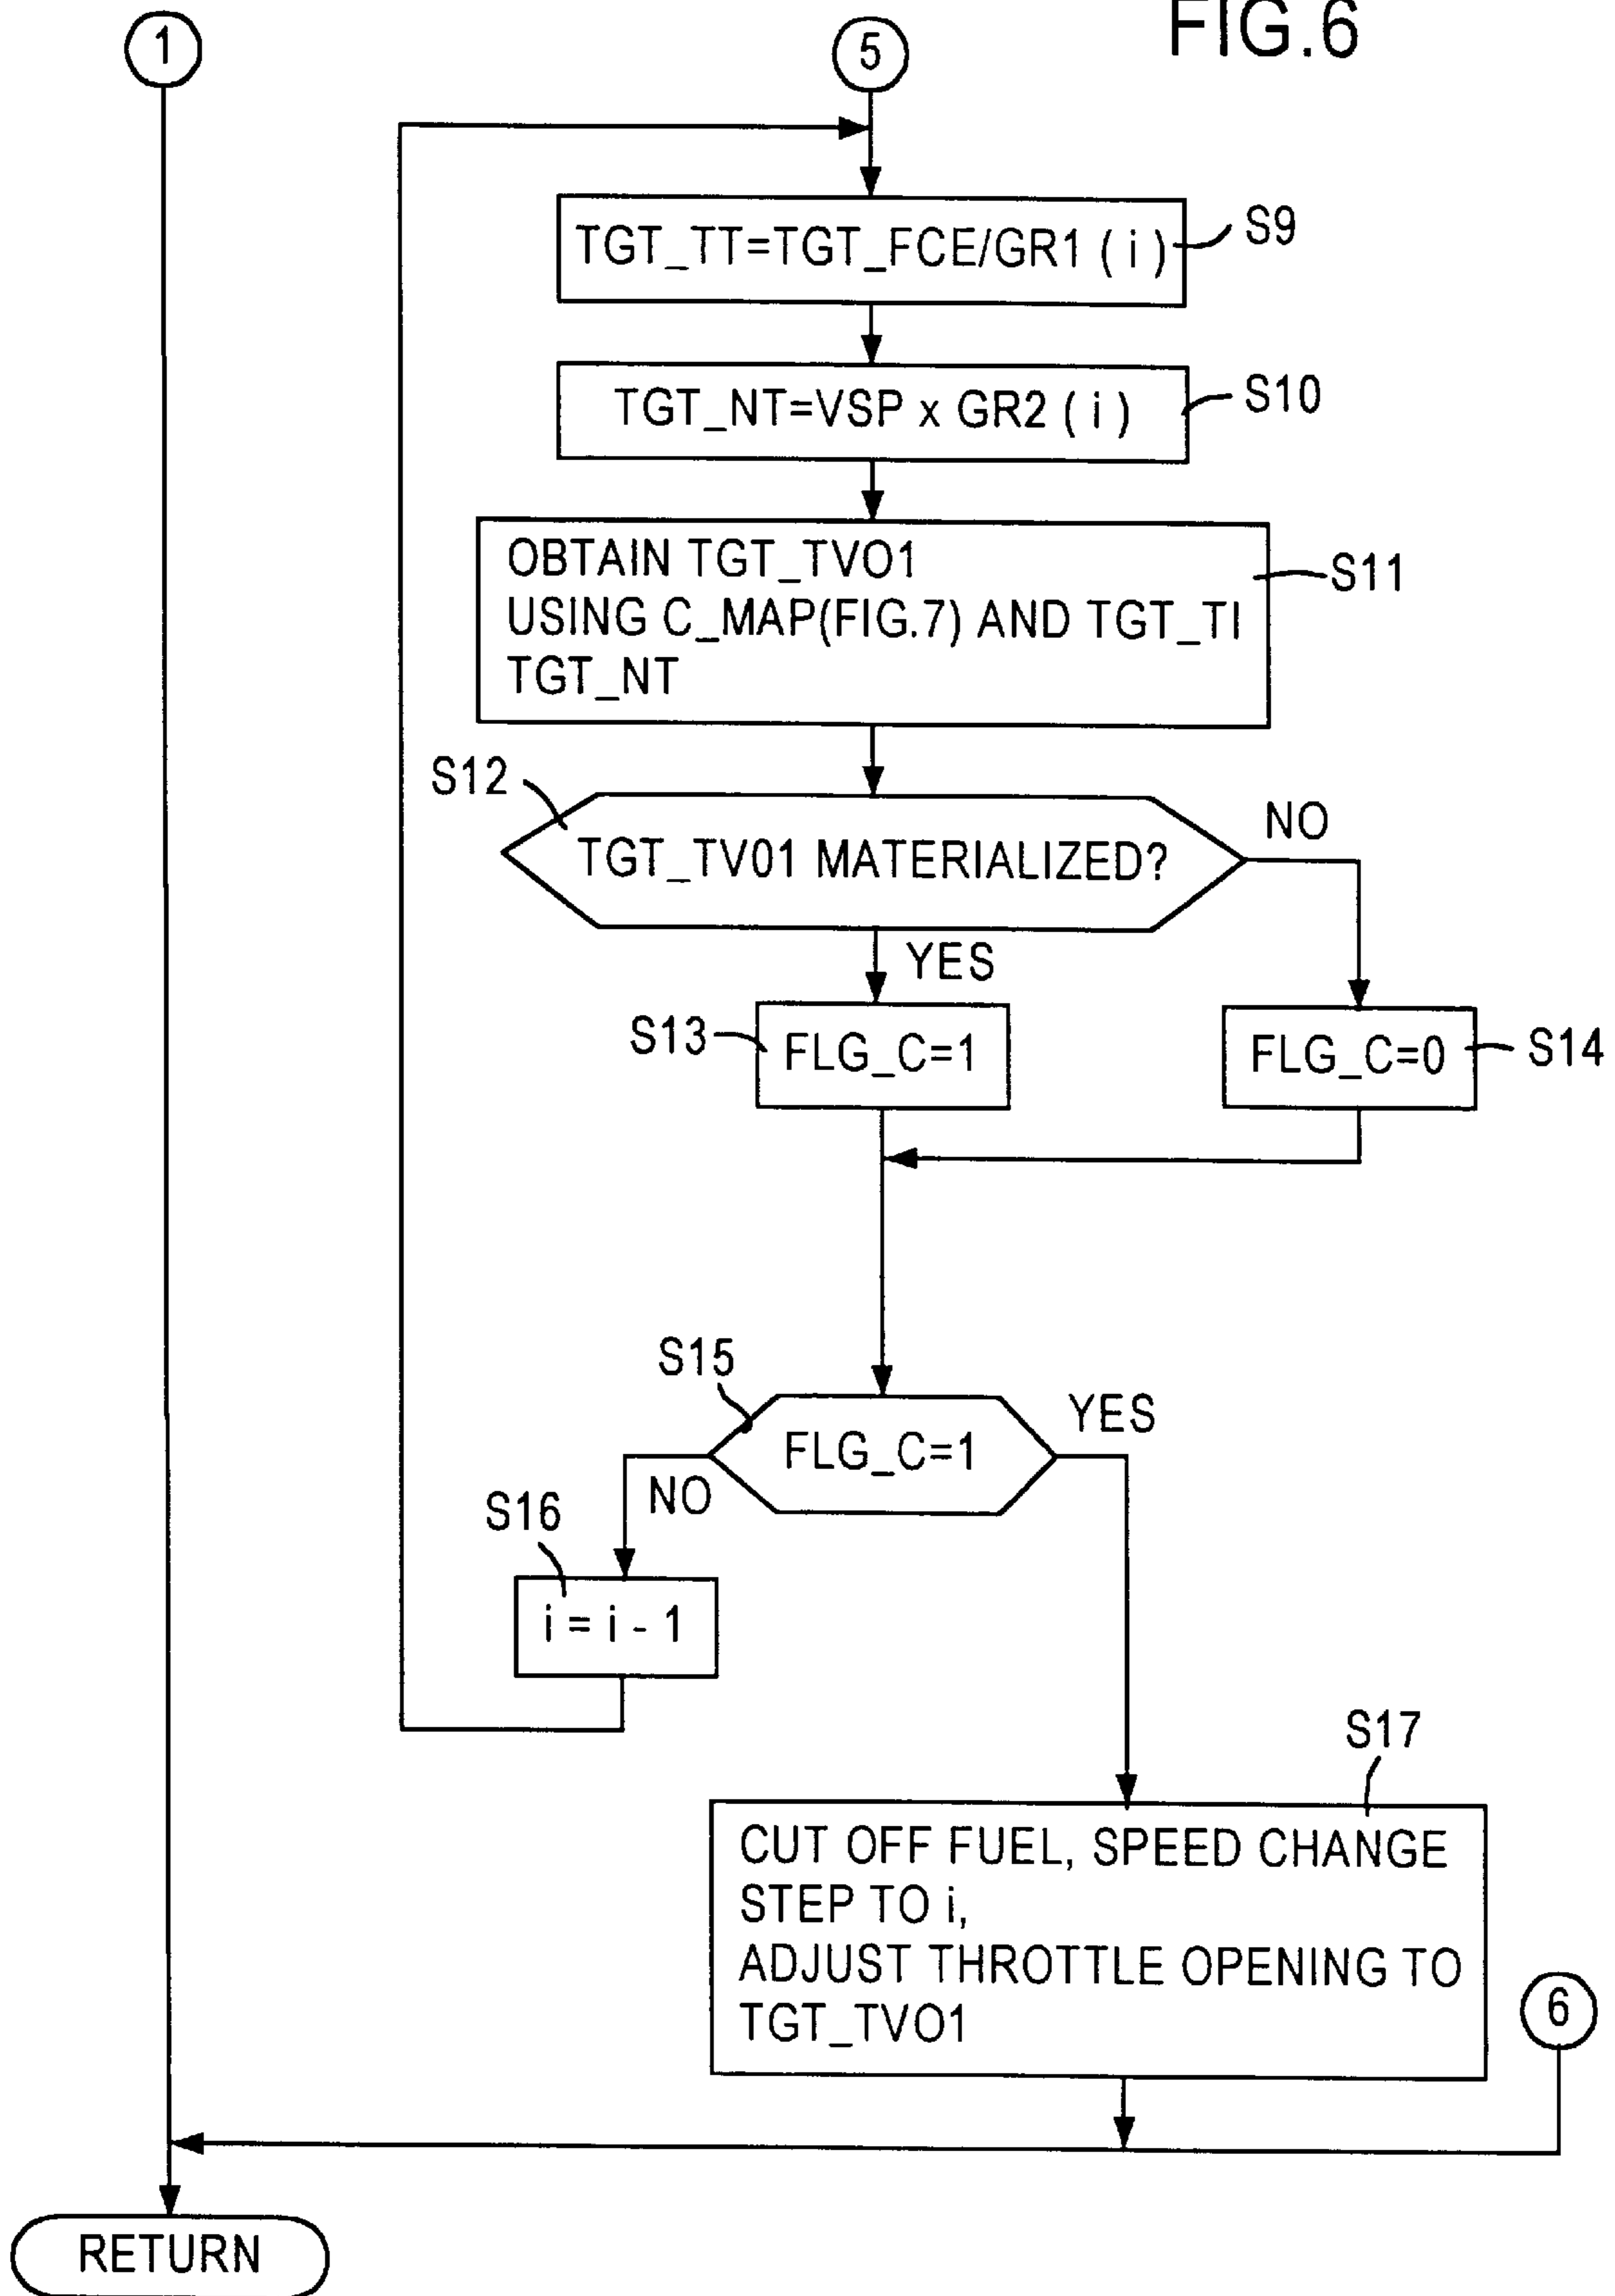 FIG.6
1
5
TGT_TT=TGT_FCE/GR1 ( i )
S9
TGT_NT=VSP x GR2 ( i )
S10
OBTAIN TGT_TVO1
USING C_MAP(FIG.7) AND TGT_TI
TGT_NT
S11
S12
TGT_TV01 MATERIALIZED?
NO
YES
S13
FLG_C=1
FLG_C=0
S14
S15
FLG_C=1
YES
NO
S16
i = i - 1
S17
CUT OFF FUEL, SPEED CHANGE
STEP TO i,
ADJUST THROTTLE OPENING TO
TGT_TVO1
6
RETURN